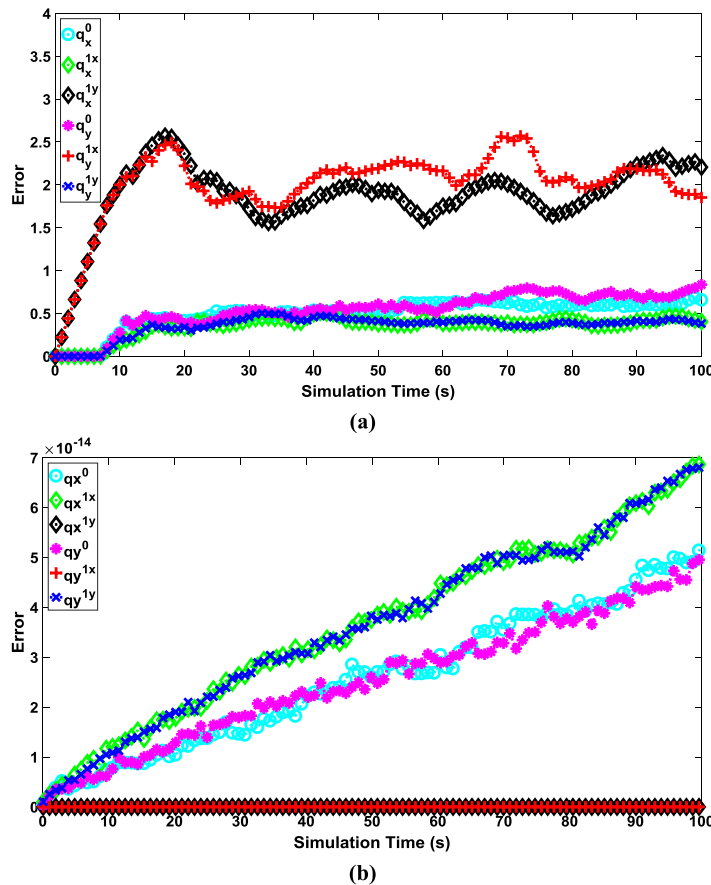 4
3.5
3
2.5
2
1.5
1
0.5
0
Error
q_x^0
q_x^1x
q_x^1y
q_y^0
q_y^1x
q_y^1y
0 10 20 30 40 50 60 70 80 90 100
Simulation Time (s)
(a)
×10^-14
7
6
5
4
3
2
1
0
Error
qx^0
qx^1x
qx^1y
qy^0
qy^1x
qy^1y
0 10 20 30 40 50 60 70 80 90 100
Simulation Time (s)
(b)